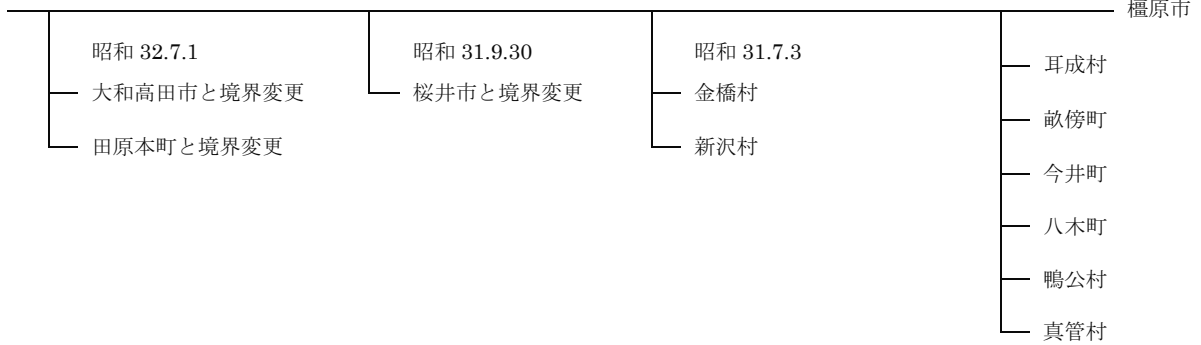 橿原市
昭和 32.7.1
大和高田市と境界変更
田原本町と境界変更
昭和 31.9.30
桜井市と境界変更
昭和 31.7.3
金橋村
新沢村
耳成村
畝傍町
今井町
八木町
鴨公村
真管村